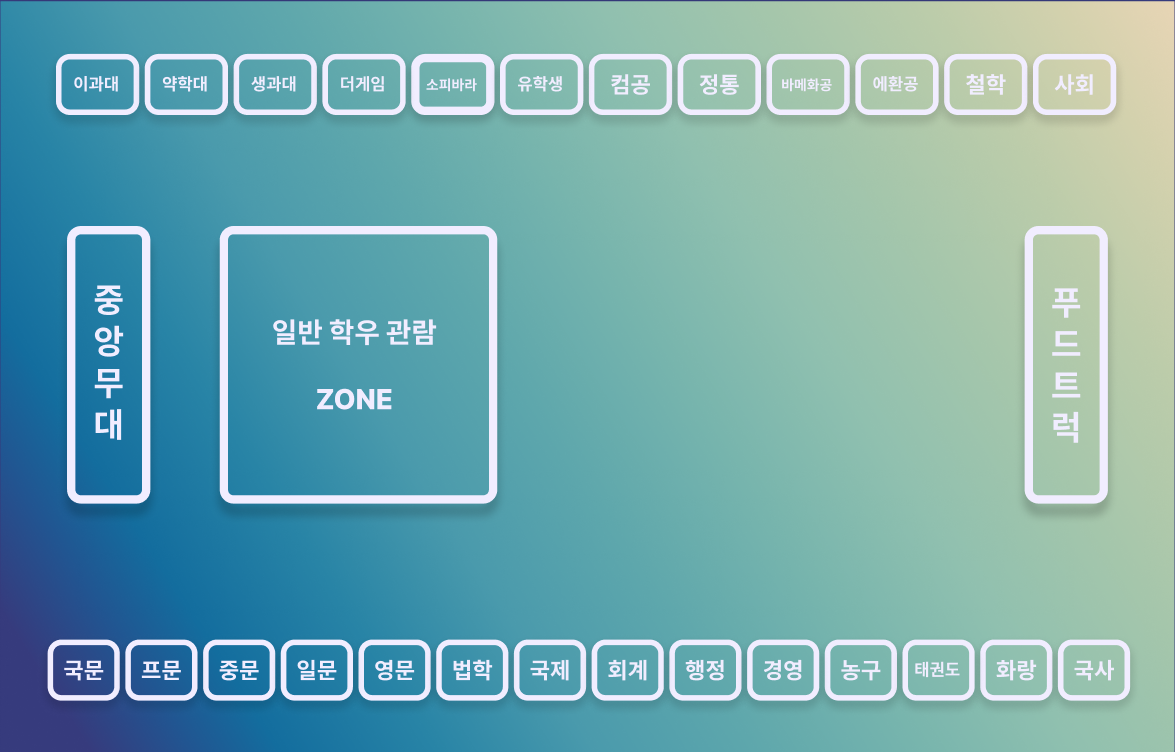 이과대 약학대 생과대 더게임 소피바라 유학생 컴공 정통 바메화공 에환공 철학 사회
중앙무대
일반 학우 관람
ZONE
푸드트럭
국문 프문 중문 일문 영문 법학 국제 회계 행정 경영 농구 태권도 화랑 국사